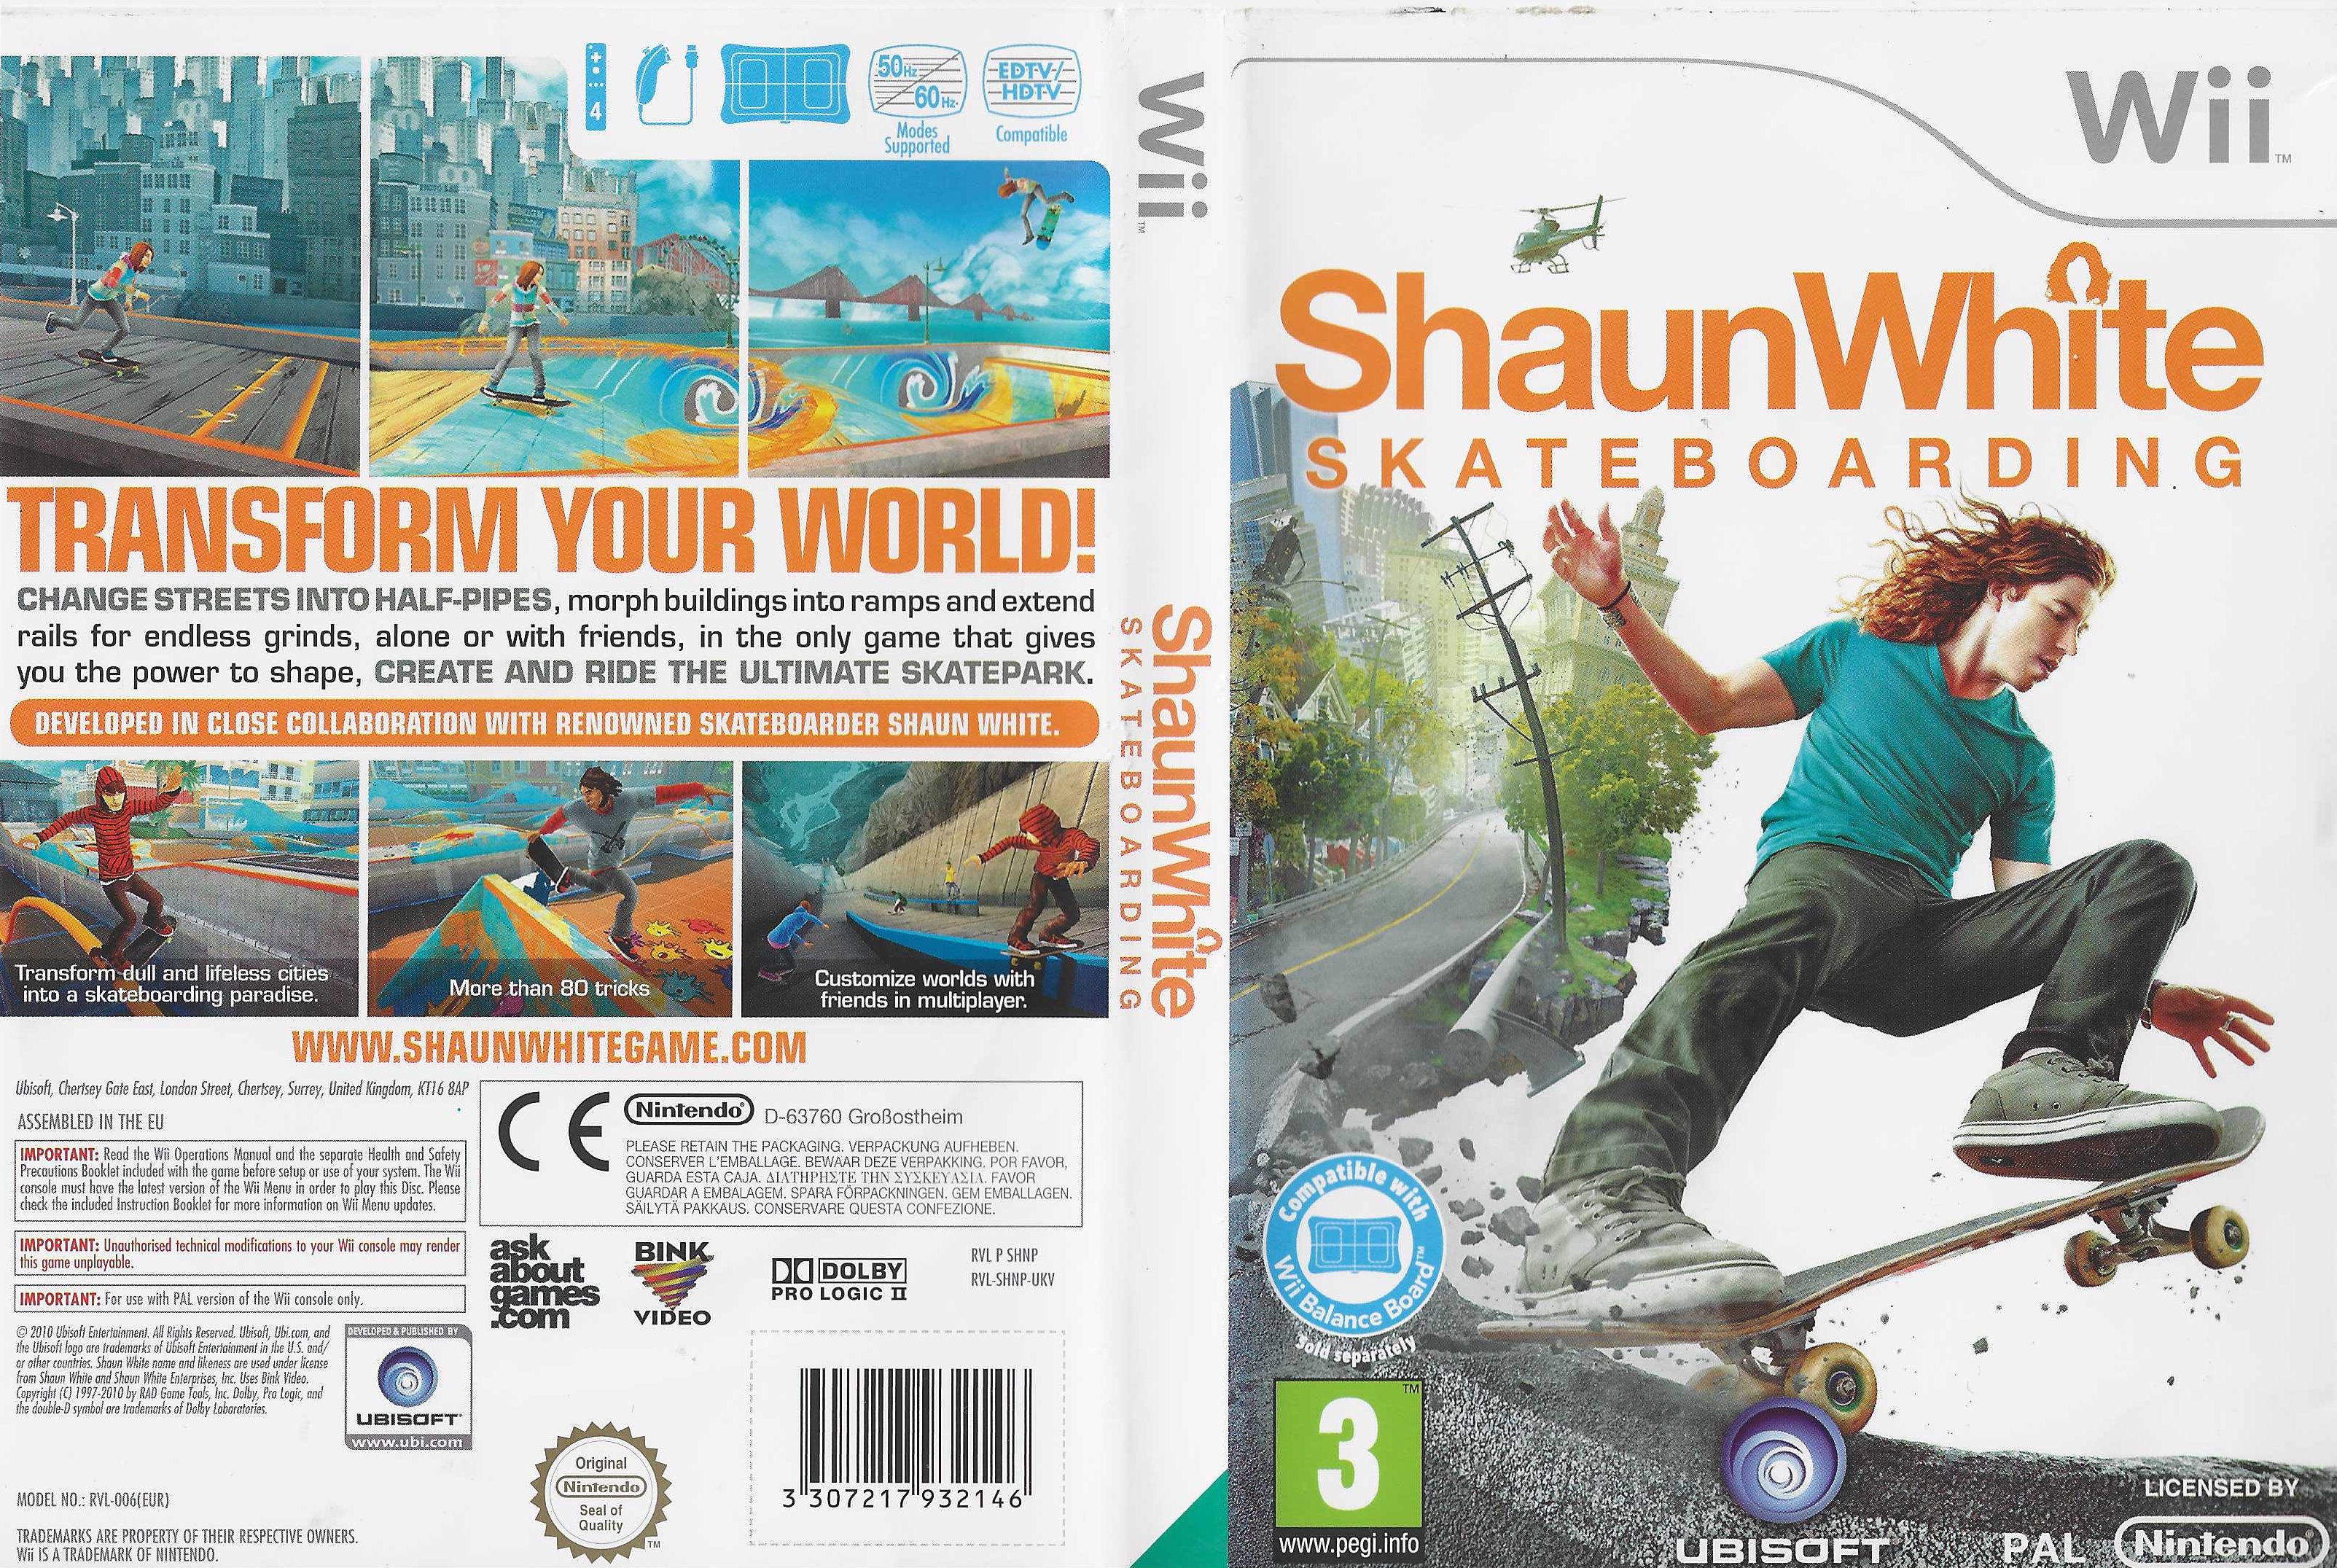 4
50Hz
60Hz
Modes
Supported
EDTV/
HDTV
Compatible
TRANSFORM YOUR WORLD!
CHANGE STREETS INTO HALF-PIPES, morph buildings into ramps and extend
rails for endless grinds, alone or with friends, in the only game that gives
you the power to shape, CREATE AND RIDE THE ULTIMATE SKATEPARK.
DEVELOPED IN CLOSE COLLABORATION WITH RENOWNED SKATEBOARDER SHAUN WHITE.
Transform dull and lifeless cities
into a skateboarding paradise.
More than 80 tricks
Customize worlds with
friends in multiplayer.
WWW.SHAUNWHITEGAME.COM
Ubisoft, Chertsey Gate East, London Street, Chertsey, Surrey, United Kingdom, KT16 8AP
ASSEMBLED IN THE EU
IMPORTANT: Read the Wii Operations Manual and the separate Health and Safety
Precautions Booklet included with the game before setup or use of your system. The Wii
console must have the latest version of the Wii Menu in order to play this Disc. Please
check the included Instruction Booklet for more information on Wii Menu updates.
IMPORTANT: Unauthorised technical modifications to your Wii console may render
this game unplayable.
IMPORTANT: For use with PAL version of the Wii console only.
© 2010 Ubisoft Entertainment. All Rights Reserved. Ubisoft, Ubi.com, and
the Ubisoft logo are trademarks of Ubisoft Entertainment in the U.S. and/
or other countries. Shaun White name and likeness are used under license
from Shaun White and Shaun White Enterprises, Inc. Uses Bink Video.
Copyright (C) 1997-2010 by RAD Game Tools, Inc. Dolby, Pro Logic, and
the double-D symbol are trademarks of Dolby Laboratories.
DEVELOPED & PUBLISHED BY
UBISOFT
www.ubi.com
MODEL NO.: RVL-006(EUR)
TRADEMARKS ARE PROPERTY OF THEIR RESPECTIVE OWNERS.
Wii IS A TRADEMARK OF NINTENDO.
CE
Nintendo® D-63760 Großostheim
PLEASE RETAIN THE PACKAGING. VERPACKUNG AUFHEBEN.
CONSERVER L'EMBALLAGE. BEWAAR DEZE VERPAKKING. POR FAVOR,
GUARDA ESTA CAJA. ΔΙΑΤΗΡΗΣΤΕ ΤΗΝ ΣΥΣΚΕΥΑΣΙΑ. FAVOR
GUARDAR A EMBALAGEM. SPARA FÖRPACKNINGEN. GEM EMBALLAGEN.
SÄILYTÄ PAKKAUS. CONSERVARE QUESTA CONFEZIONE.
ask
about
games
.com
BINK
VIDEO
DOLBY
PRO LOGIC II
RVL P SHNP
RVL-SHNP-UKV
Original
Nintendo
Seal of
Quality
TM
3 307217 932146
Wii™
ShaunWhite
SKATEBOARDING
Wii™
ShaunWhite
SKATEBOARDING
Compatible with
Wii Balance Board™
Sold separately
3
TM
www.pegi.info
UBISOFT
PAL
LICENSED BY
Nintendo®